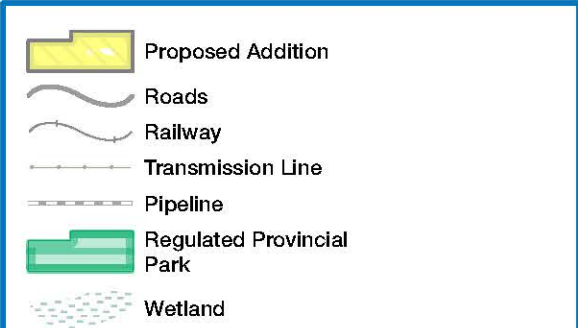 Proposed Addition
Roads
Railway
Transmission Line
Pipeline
Regulated Provincial
Park
Wetland